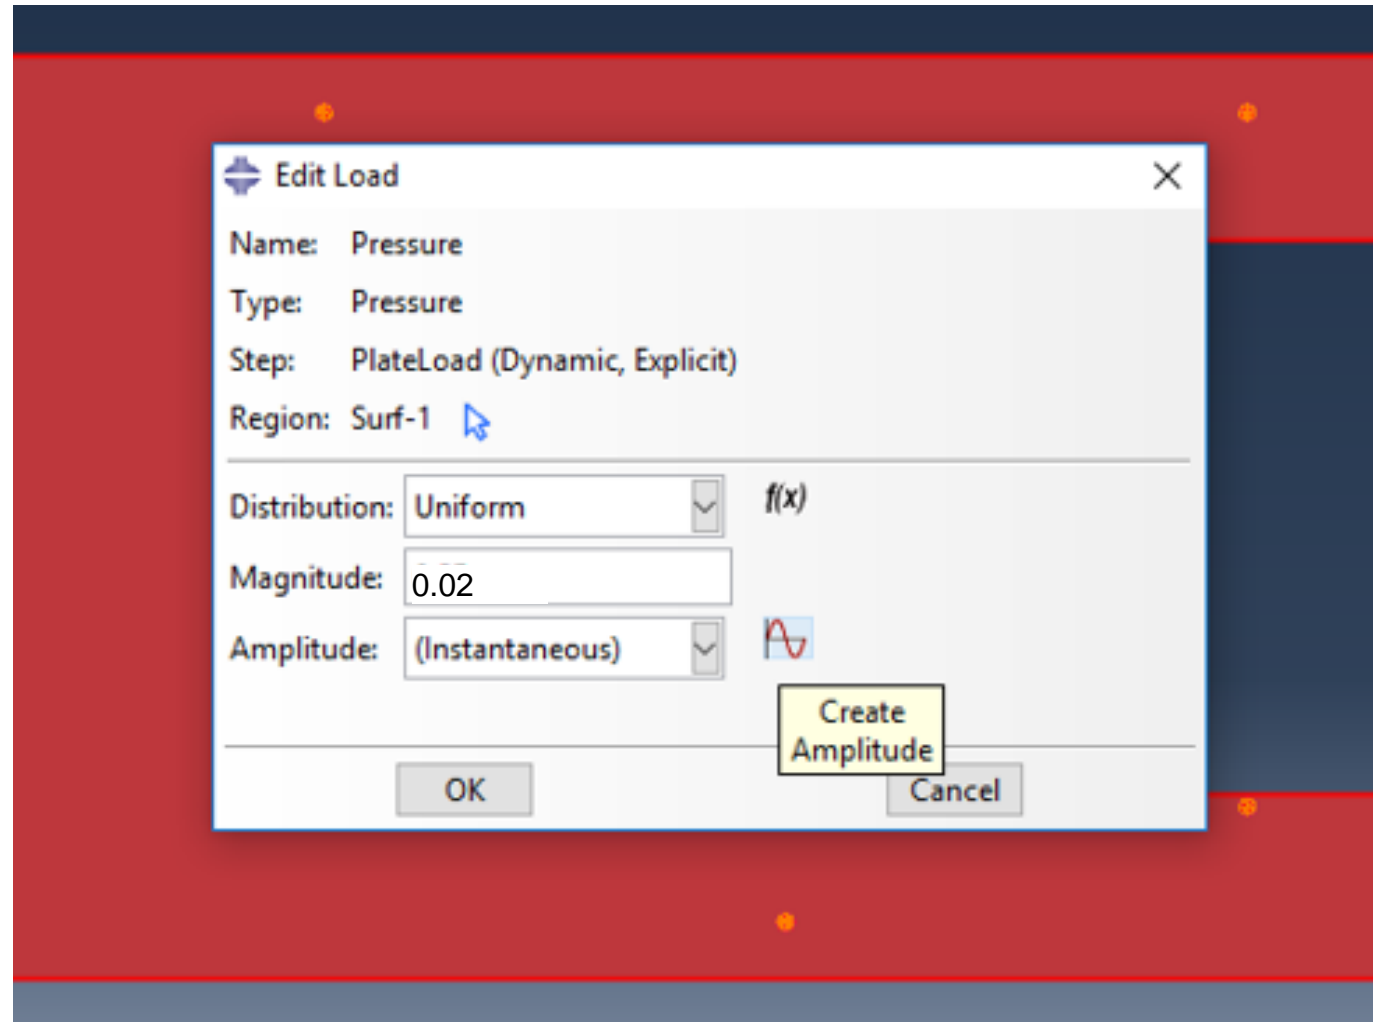 Edit Load
Name: Pressure
Type: Pressure
Step: PlateLoad (Dynamic, Explicit)
Region: Surf-1
Distribution: Uniform f(x)
Magnitude: 0.02
Amplitude: (Instantaneous)
Create
Amplitude
OK Cancel